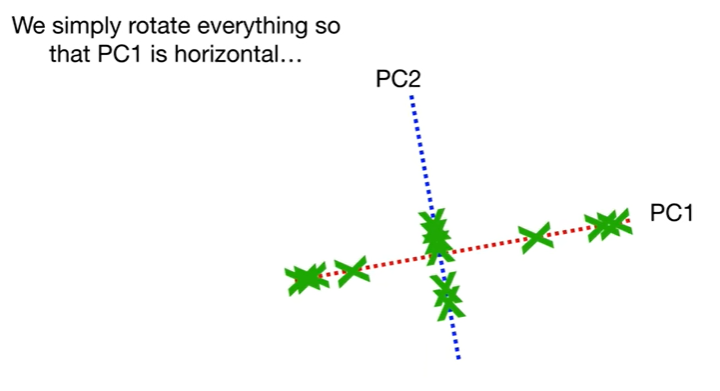 We simply rotate everything so
that PC1 is horizontal…
PC2
PC1